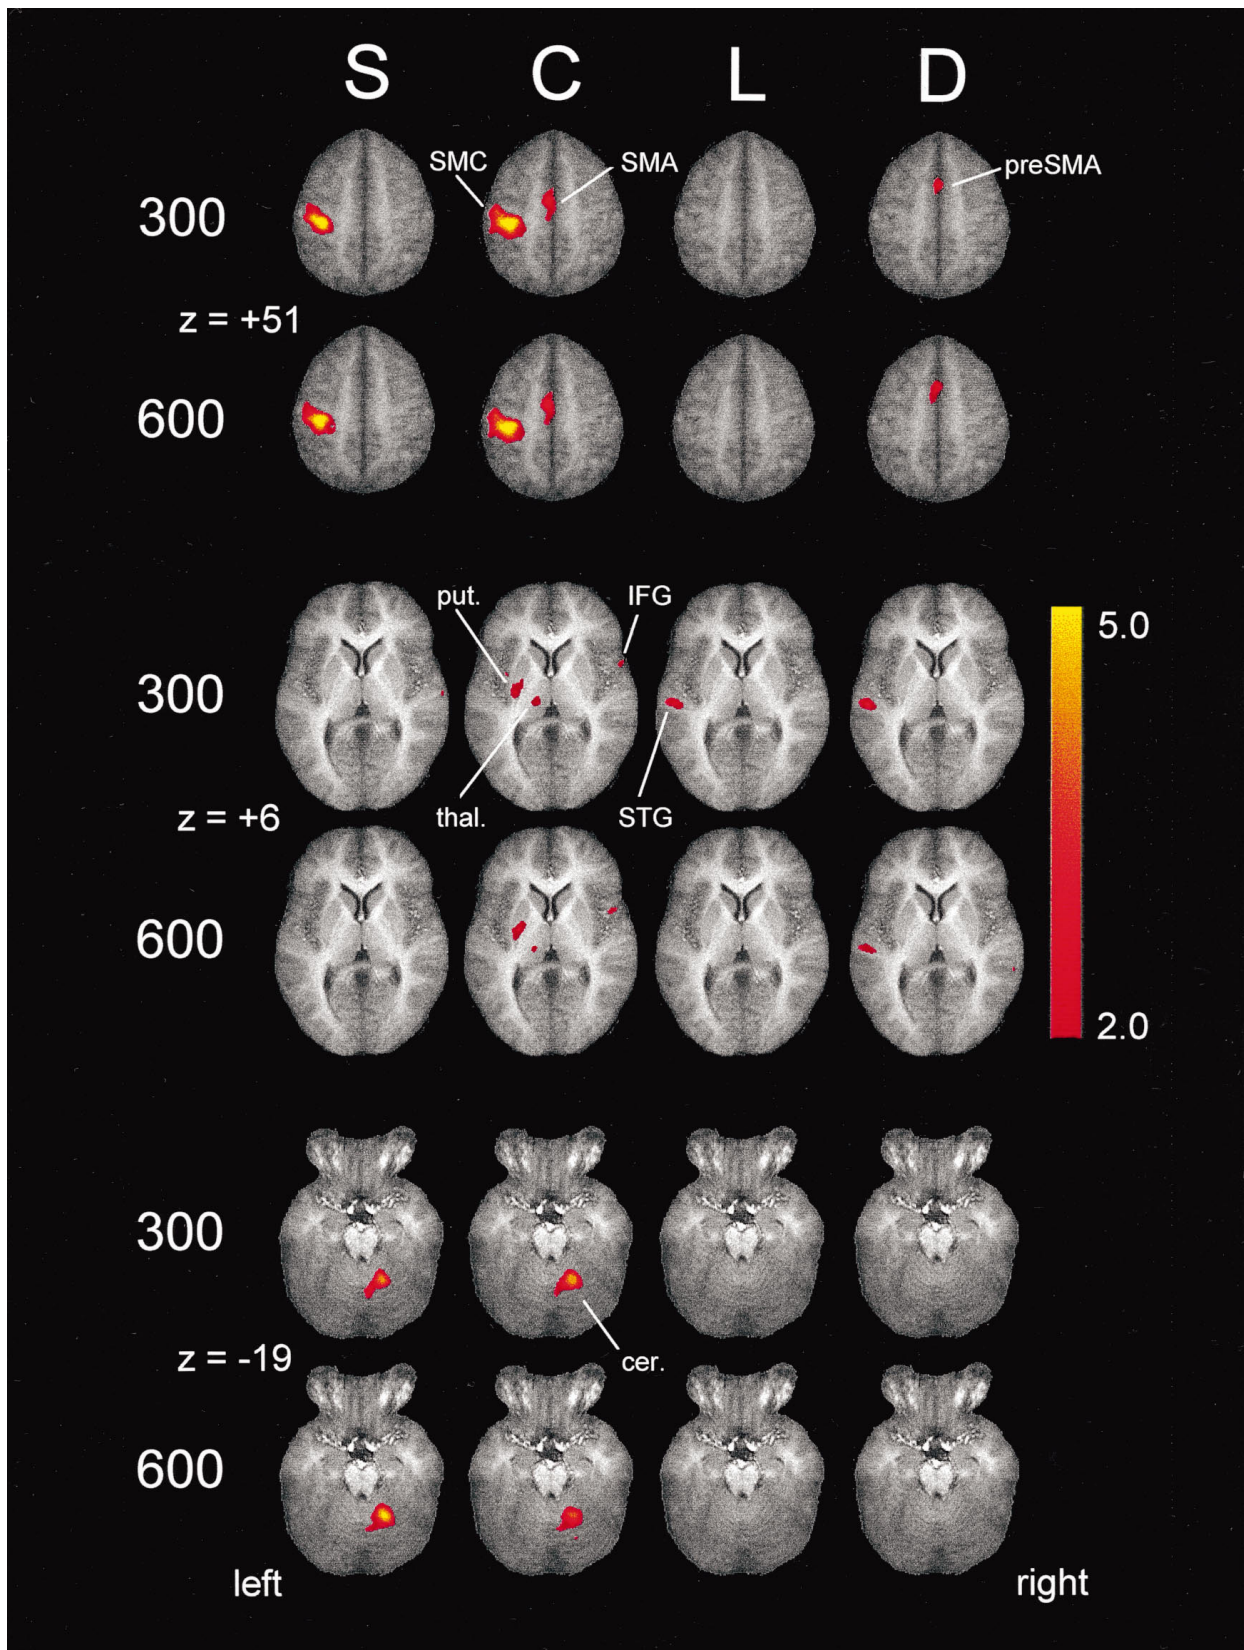 S C L D
SMC SMA preSMA
300
z = +51
600
put. IFG
5.0
300
thal. STG
z = +6
600
2.0
300
z = -19
cer.
600
left right